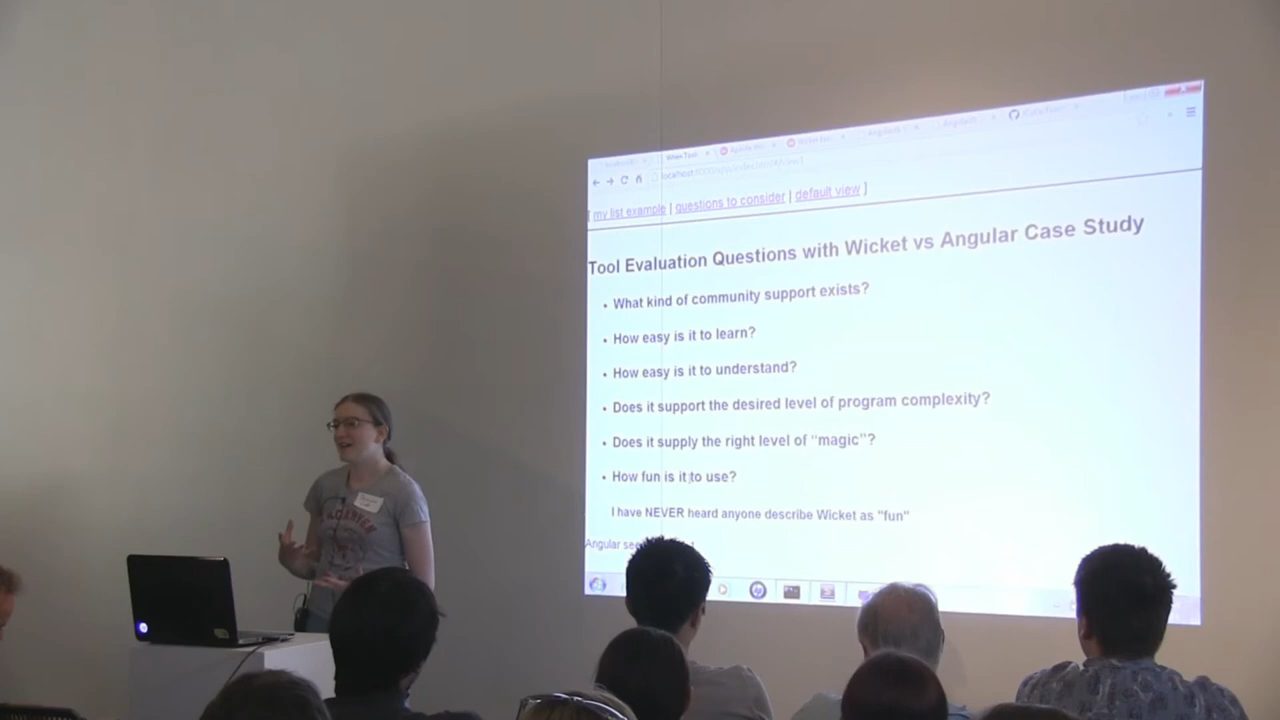 [ my list example | questions to consider | default view ]
Tool Evaluation Questions with Wicket vs Angular Case Study
• What kind of community support exists?
• How easy is it to learn?
• How easy is it to understand?
• Does it support the desired level of program complexity?
• Does it supply the right level of “magic”?
• How fun is it to use?
I have NEVER heard anyone describe Wicket as "fun"
Angular